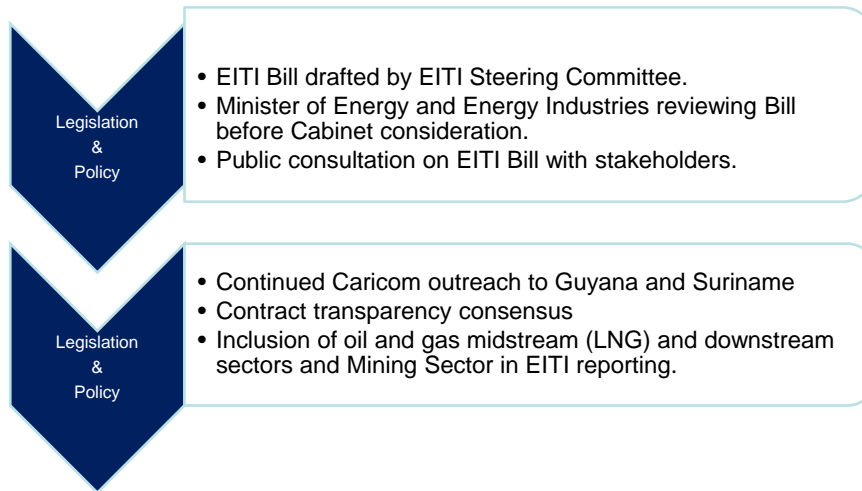 Legislation
&
Policy
• EITI Bill drafted by EITI Steering Committee.
• Minister of Energy and Energy Industries reviewing Bill
before Cabinet consideration.
• Public consultation on EITI Bill with stakeholders.
Legislation
&
Policy
• Continued Caricom outreach to Guyana and Suriname
• Contract transparency consensus
• Inclusion of oil and gas midstream (LNG) and downstream
sectors and Mining Sector in EITI reporting.